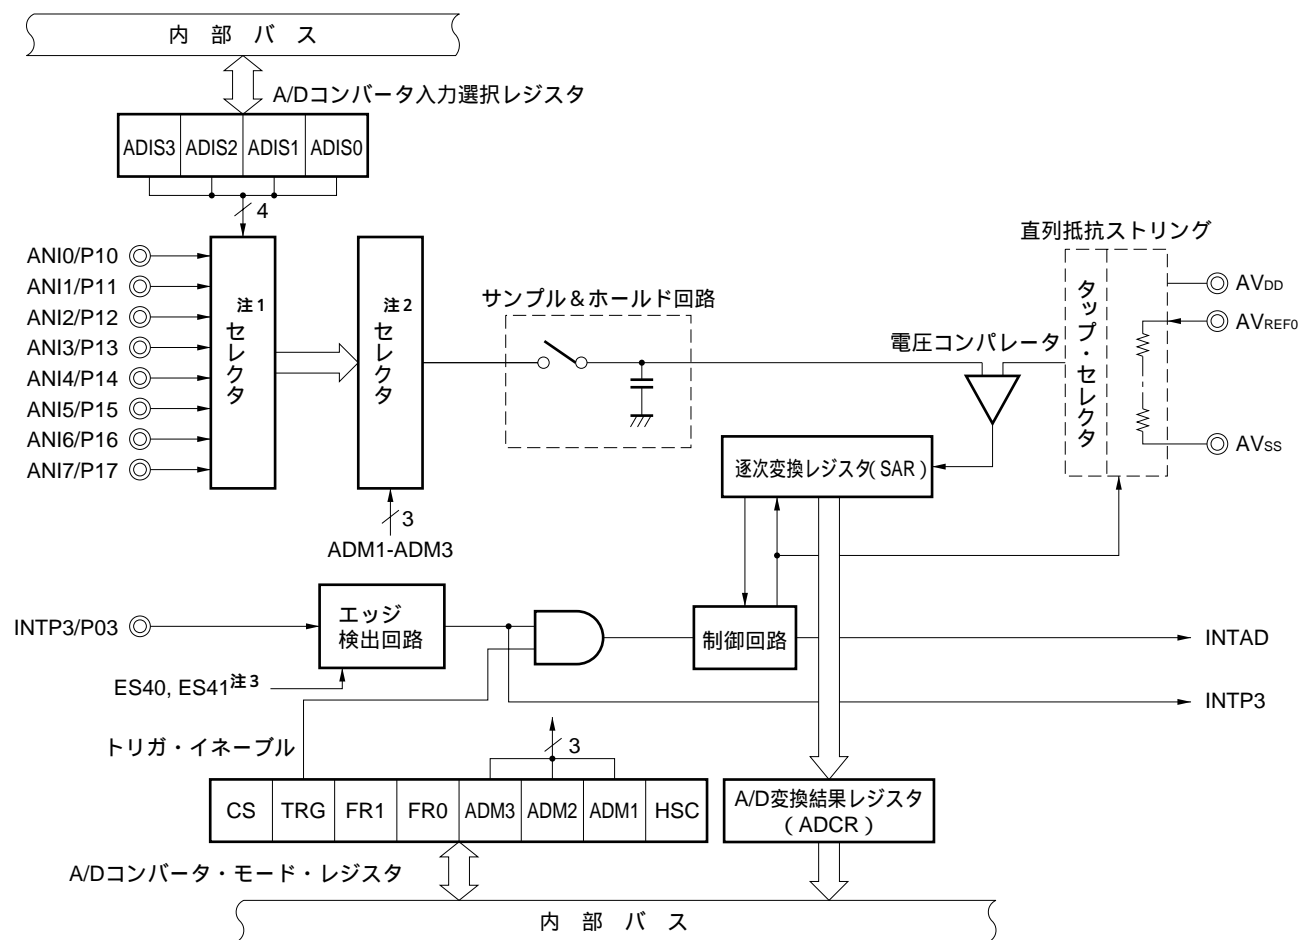 内 部 バ ス
A/Dコンバータ入力選択レジスタ
ADIS3 ADIS2 ADIS1 ADIS0
4
ANI0/P10
ANI1/P11
ANI2/P12
ANI3/P13
ANI4/P14
ANI5/P15
ANI6/P16
ANI7/P17
注1
セレクタ
注2
セレクタ
3
ADM1-ADM3
サンプル&ホールド回路
電圧コンパレータ
直列抵抗ストリング
タップ・セレクタ
AVDD
AVREF0
AVSS
逐次変換レジスタ(SAR)
INTP3/P03
エッジ
検出回路
ES40, ES41注3
制御回路
INTAD
INTP3
トリガ・イネーブル
3
CS TRG FR1 FR0 ADM3 ADM2 ADM1 HSC
A/Dコンバータ・モード・レジスタ
A/D変換結果レジスタ
(ADCR)
内 部 バ ス